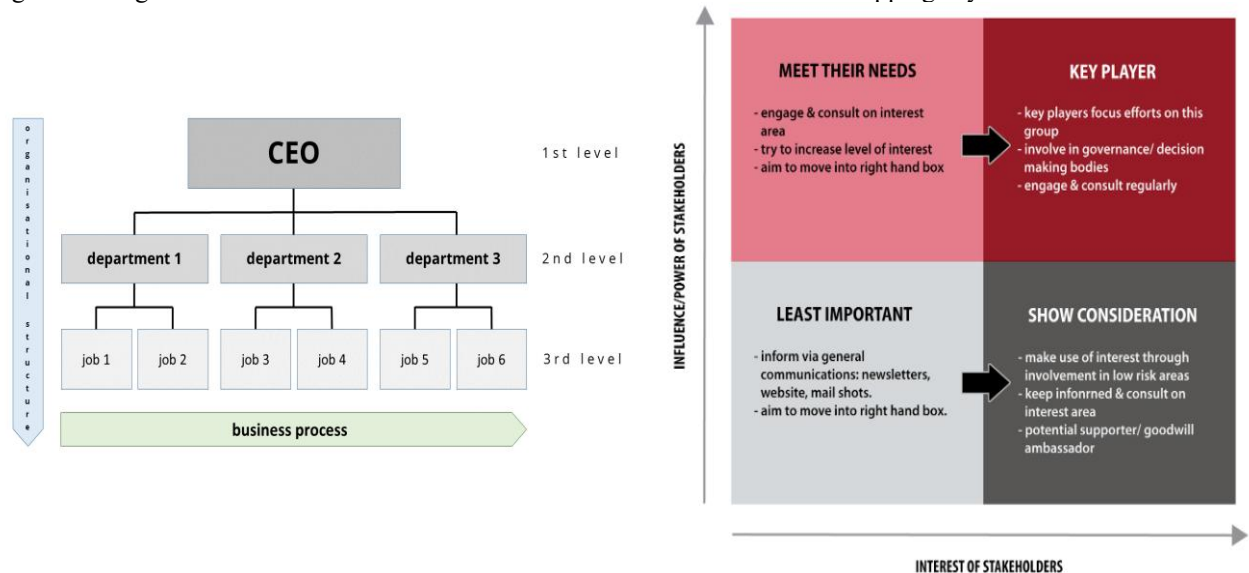 organisational structure
CEO
1st level
department 1
department 2
department 3
2nd level
job 1
job 2
job 3
job 4
job 5
job 6
3rd level
business process
INFLUENCE/POWER OF STAKEHOLDERS
MEET THEIR NEEDS
- engage & consult on interest
area
- try to increase level of interest
- aim to move into right hand box
KEY PLAYER
- key players focus efforts on this
group
- involve in governance/ decision
making bodies
- engage & consult regularly
LEAST IMPORTANT
- inform via general
communications: newsletters,
website, mail shots.
- aim to move into right hand box.
SHOW CONSIDERATION
- make use of interest through
involvement in low risk areas
- keep infonrned & consult on
interest area
- potential supporter/ goodwill
ambassador
INTEREST OF STAKEHOLDERS